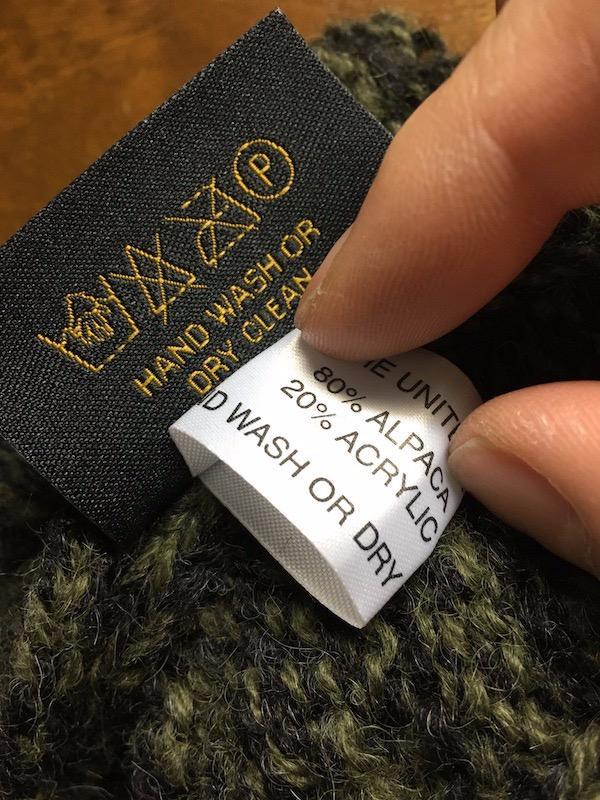 P
HAND WASH OR
DRY CLEAN
E UNIT
80% ALPACA
20% ACRYLIC
D WASH OR DRY